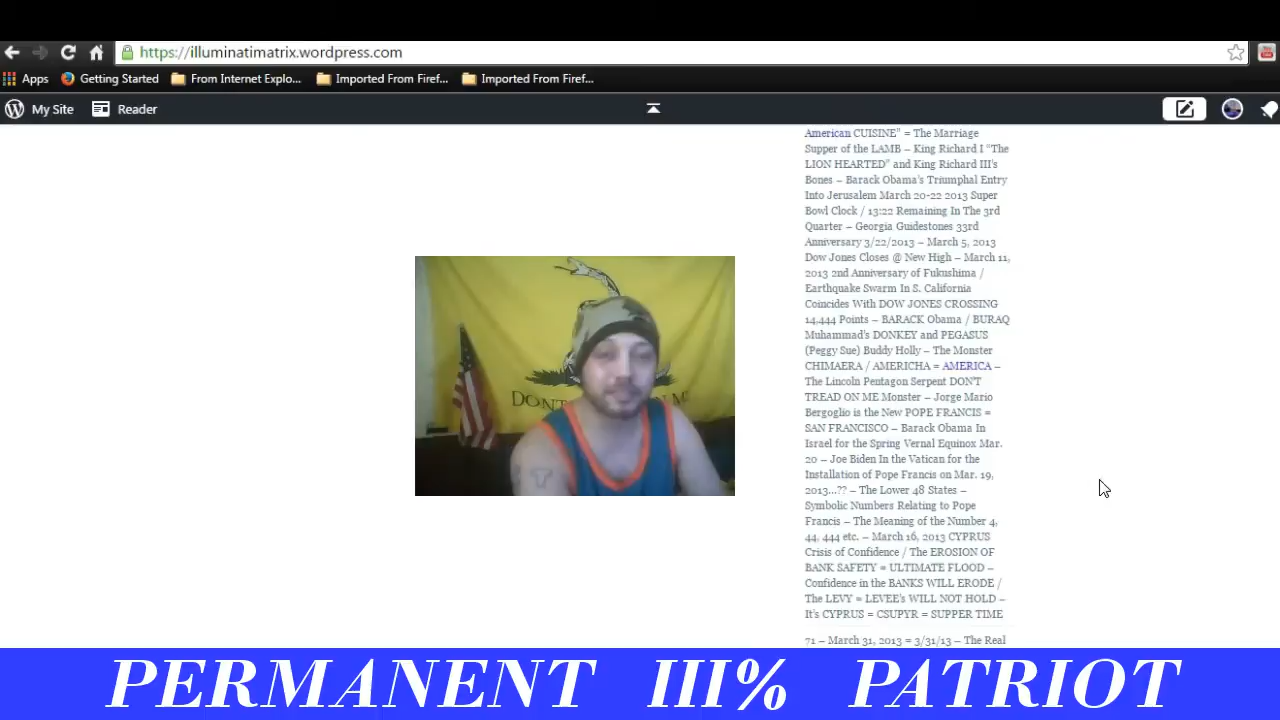 https://illuminatimatrix.wordpress.com
Apps Getting Started From Internet Explo... Imported From Firef... Imported From Firef...
My Site Reader
American CUISINE" = The Marriage
Supper of the LAMB – King Richard I "The
LION HEARTED" and King Richard III's
Bones – Barack Obama's Triumphal Entry
Into Jerusalem March 20-22 2013 Super
Bowl Clock / 13:22 Remaining In The 3rd
Quarter – Georgia Guidestones 33rd
Anniversary 3/22/2013 – March 5, 2013
Dow Jones Closes @ New High – March 11,
2013 2nd Anniversary of Fukushima /
Earthquake Swarm In S. California
Coincides With DOW JONES CROSSING
14,444 Points – BARACK Obama / BURAQ
Muhammad's DONKEY and PEGASUS
(Peggy Sue) Buddy Holly – The Monster
CHIMAERA / AMERICHA = AMERICA –
The Lincoln Pentagon Serpent DON'T
TREAD ON ME Monster – Jorge Mario
Bergoglio is the New POPE FRANCIS =
SAN FRANCISCO – Barack Obama In
Israel for the Spring Vernal Equinox Mar.
20 – Joe Biden In the Vatican for the
Installation of Pope Francis on Mar. 19,
2013...?? – The Lower 48 States –
Symbolic Numbers Relating to Pope
Francis – The Meaning of the Number 4,
44, 444 etc. – March 16, 2013 CYPRUS
Crisis of Confidence / The EROSION OF
BANK SAFETY = ULTIMATE FLOOD –
Confidence in the BANKS WILL ERODE /
The LEVY = LEVEE's WILL NOT HOLD –
It's CYPRUS = CSUPYR = SUPPER TIME
71 – March 31, 2013 = 3/31/13 – The Real
DON'T ME
PERMANENT III% PATRIOT